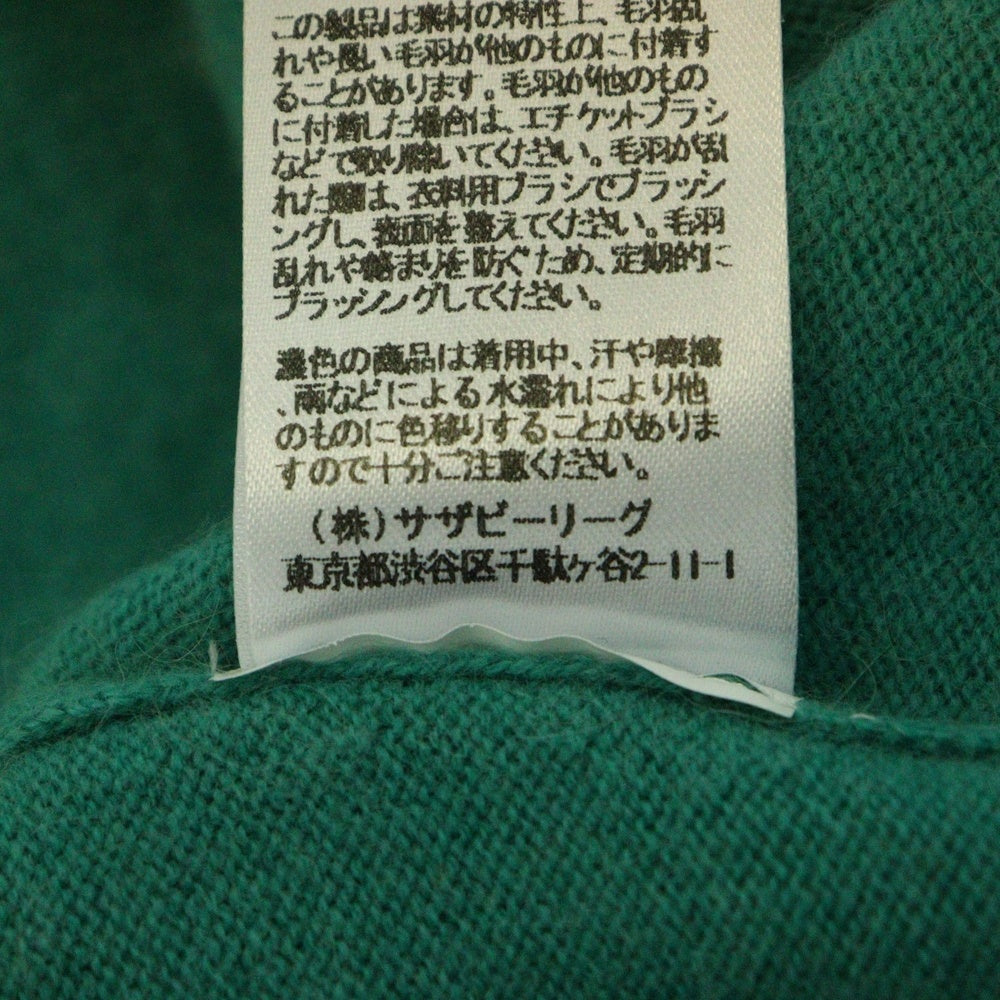 この製品は素材の特性上、毛羽乱
れや長い毛羽が他のものに付着す
ることがあります。毛羽が他のもの
に付着した場合は、エチケットブラシ
などで取り除いてください。毛羽が乱
れた際は、衣料用ブラシでブラッシ
ングし、表面を整えてください。毛羽
乱れや絡まりを防ぐため、定期的に
ブラッシングしてください。
濃色の商品は着用中、汗や摩擦
、雨などによる水濡れにより他
のものに色移りすることがありま
すので十分ご注意ください。
(株)サザビーリーグ
東京都渋谷区千駄ヶ谷2-11-1